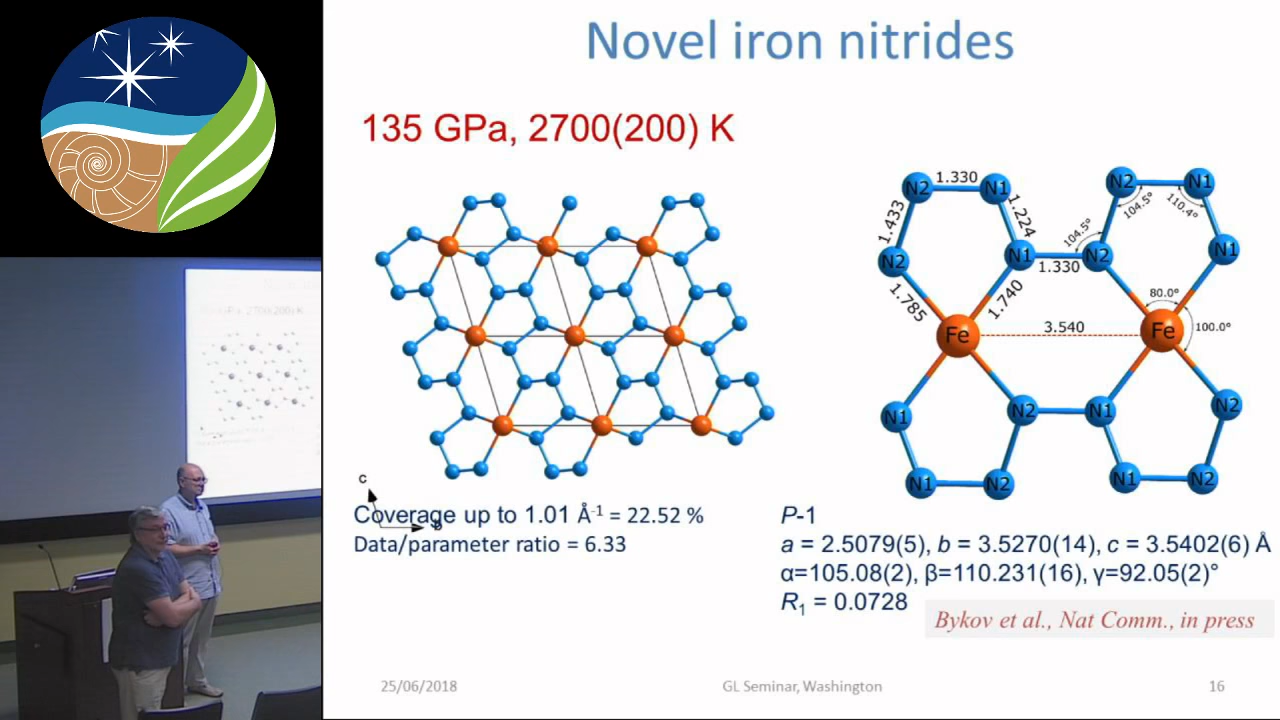 Novel iron nitrides
135 GPa, 2700(200) K
N2 1.330 N1
1.433
1.224
N2
N1
1.330
N2
104.5°
N2
N1
104.5°
110.4°
N1
1.785
1.740
Fe
3.540
Fe
80.0°
100.0°
N1
N2
N1
N2
N1
N2
N1
N2
c
b
Coverage up to 1.01 Å-1 = 22.52 %
Data/parameter ratio = 6.33
P-1
a = 2.5079(5), b = 3.5270(14), c = 3.5402(6) Å
α=105.08(2), β=110.231(16), γ=92.05(2)°
R1 = 0.0728
Bykov et al., Nat Comm., in press
25/06/2018
GL Seminar, Washington
16